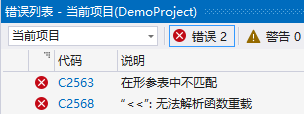 错误列表 - 当前项目(DemoProject)
当前项目 错误 2 警告 0
代码 说明
C2563 在形参表中不匹配
C2568 “<<”: 无法解析函数重载